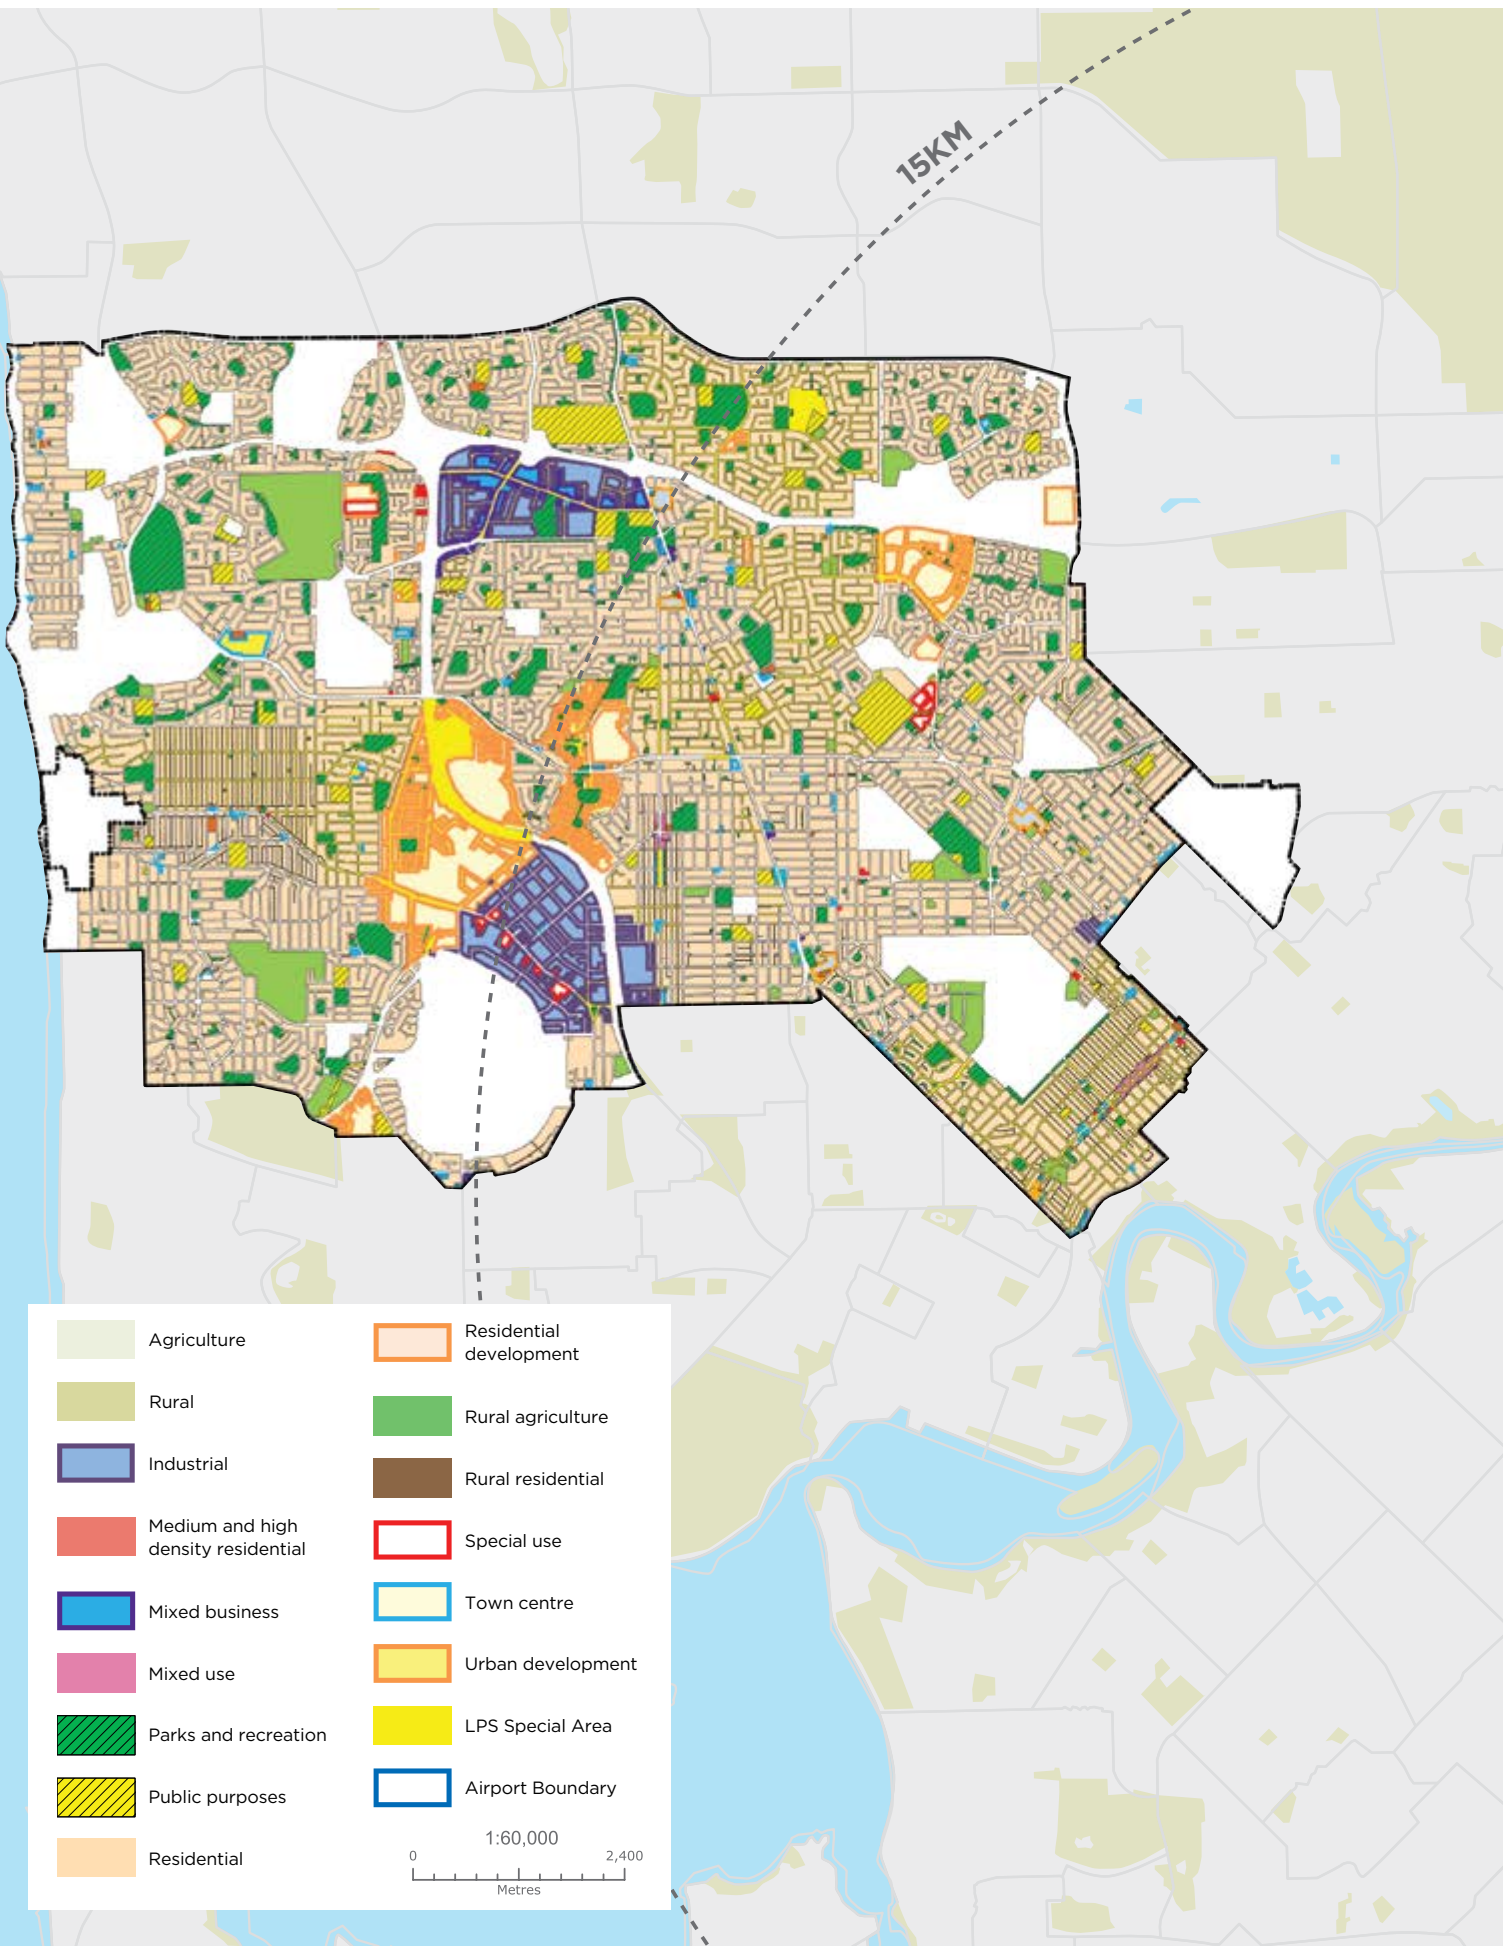 15KM
Agriculture
Rural
Industrial
Medium and high
density residential
Mixed business
Mixed use
Parks and recreation
Public purposes
Residential
Residential
development
Rural agriculture
Rural residential
Special use
Town centre
Urban development
LPS Special Area
Airport Boundary
1:60,000
0 2,400
Metres